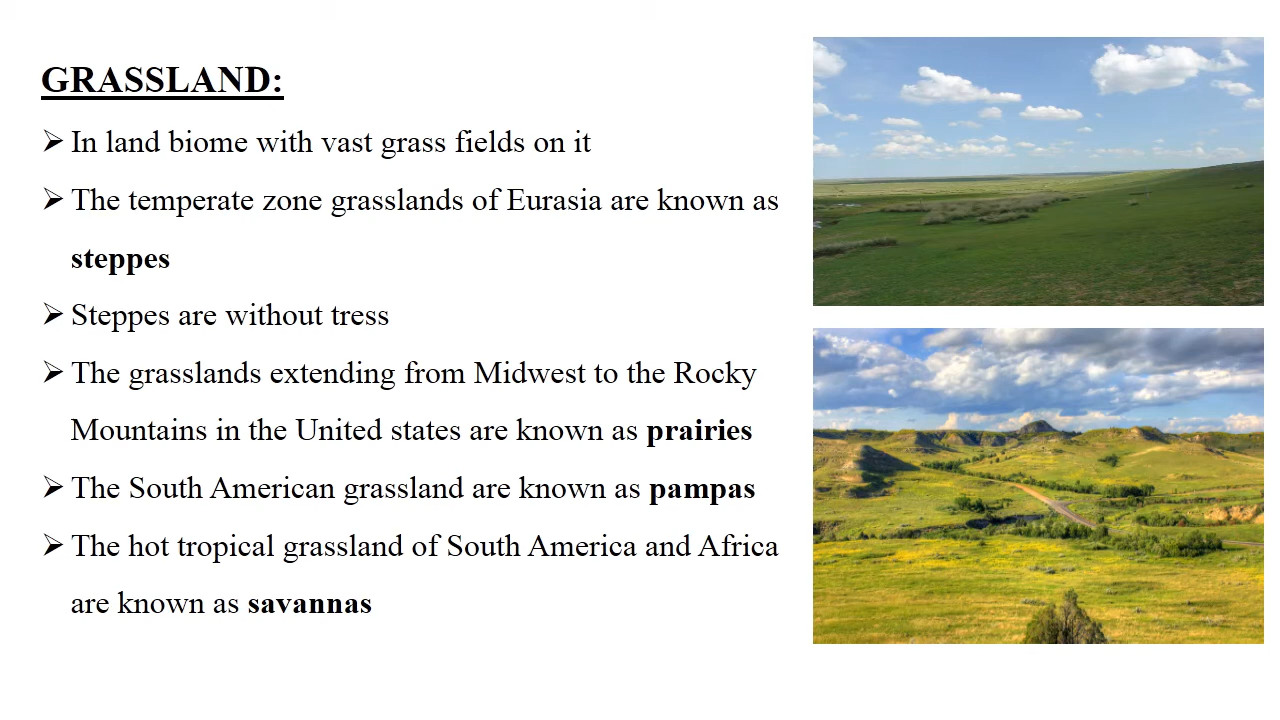 GRASSLAND:
➢ In land biome with vast grass fields on it
➢ The temperate zone grasslands of Eurasia are known as
steppes
➢ Steppes are without tress
➢ The grasslands extending from Midwest to the Rocky
Mountains in the United states are known as prairies
➢ The South American grassland are known as pampas
➢ The hot tropical grassland of South America and Africa
are known as savannas